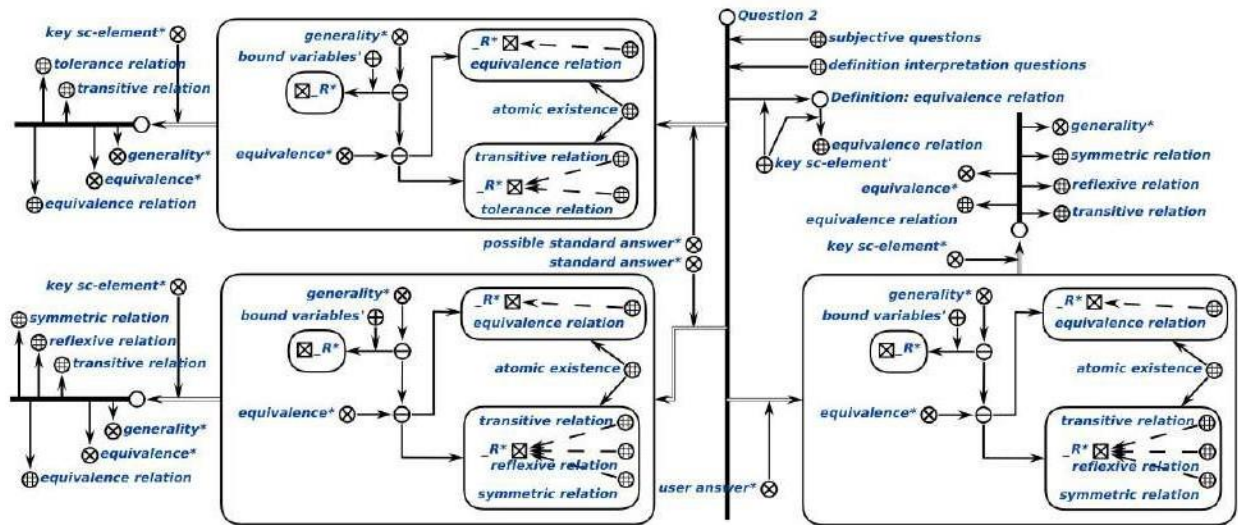 Question 2
subjective questions
definition interpretation questions
Definition: equivalence relation
equivalence relation
key sc-element'
key sc-element*
tolerance relation
transitive relation
generality*
equivalence*
equivalence relation
generality*
bound variables'
_R*
equivalence*
_R*
equivalence relation
atomic existence
transitive relation
_R*
tolerance relation
possible standard answer*
standard answer*
key sc-element*
symmetric relation
reflexive relation
transitive relation
generality*
equivalence*
equivalence relation
generality*
bound variables'
_R*
equivalence*
_R*
equivalence relation
atomic existence
transitive relation
_R*
reflexive relation
symmetric relation
user answer*
generality*
symmetric relation
equivalence*
reflexive relation
equivalence relation
transitive relation
key sc-element*
generality*
bound variables'
_R*
equivalence*
_R*
equivalence relation
atomic existence
transitive relation
_R*
reflexive relation
symmetric relation